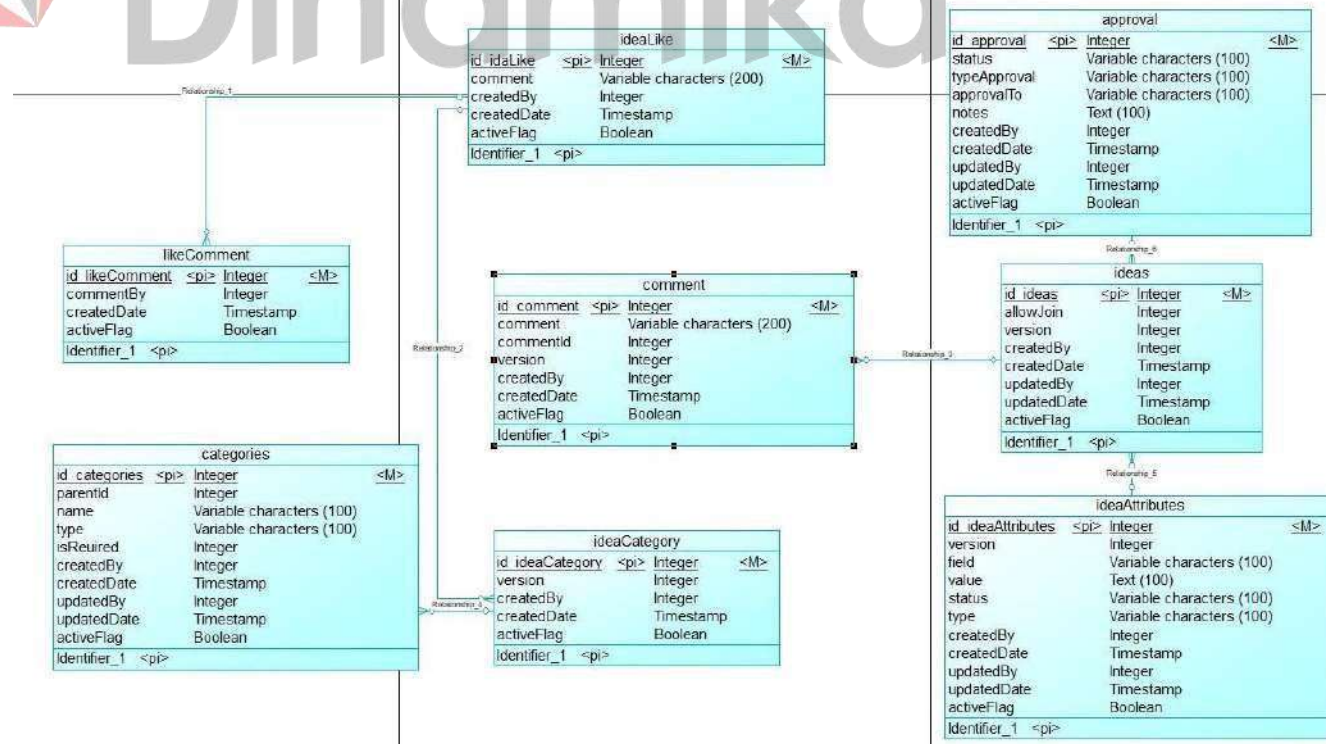 Dinamika
ideaLike
id_idaLike <pi> Integer <M>
comment Variable characters (200)
createdBy Integer
createdDate Timestamp
activeFlag Boolean
Identifier_1 <pi>
approval
id_approval <pi> Integer <M>
status Variable characters (100)
typeApproval Variable characters (100)
approvalTo Variable characters (100)
notes Text (100)
createdBy Integer
createdDate Timestamp
updatedBy Integer
updatedDate Timestamp
activeFlag Boolean
Identifier_1 <pi>
Relationship_1
likeComment
id_likeComment <pi> Integer <M>
commentBy Integer
createdDate Timestamp
activeFlag Boolean
Identifier_1 <pi>
Relationship_2
comment
id_comment <pi> Integer <M>
comment Variable characters (200)
commentId Integer
version Integer
createdBy Integer
createdDate Timestamp
activeFlag Boolean
Identifier_1 <pi>
Relationship_3
Relationship_6
ideas
id_ideas <pi> Integer <M>
allowJoin Integer
version Integer
createdBy Integer
createdDate Timestamp
updatedBy Integer
updatedDate Timestamp
activeFlag Boolean
Identifier_1 <pi>
Relationship_5
categories
id_categories <pi> Integer <M>
parentId Integer
name Variable characters (100)
type Variable characters (100)
isReuired Integer
createdBy Integer
createdDate Timestamp
updatedBy Integer
updatedDate Timestamp
activeFlag Boolean
Identifier_1 <pi>
Relationship_4
ideaCategory
id_ideaCategory <pi> Integer <M>
version Integer
createdBy Integer
createdDate Timestamp
activeFlag Boolean
Identifier_1 <pi>
ideaAttributes
id_ideaAttributes <pi> Integer <M>
version Integer
field Variable characters (100)
value Text (100)
status Variable characters (100)
type Variable characters (100)
createdBy Integer
createdDate Timestamp
updatedBy Integer
updatedDate Timestamp
activeFlag Boolean
Identifier_1 <pi>